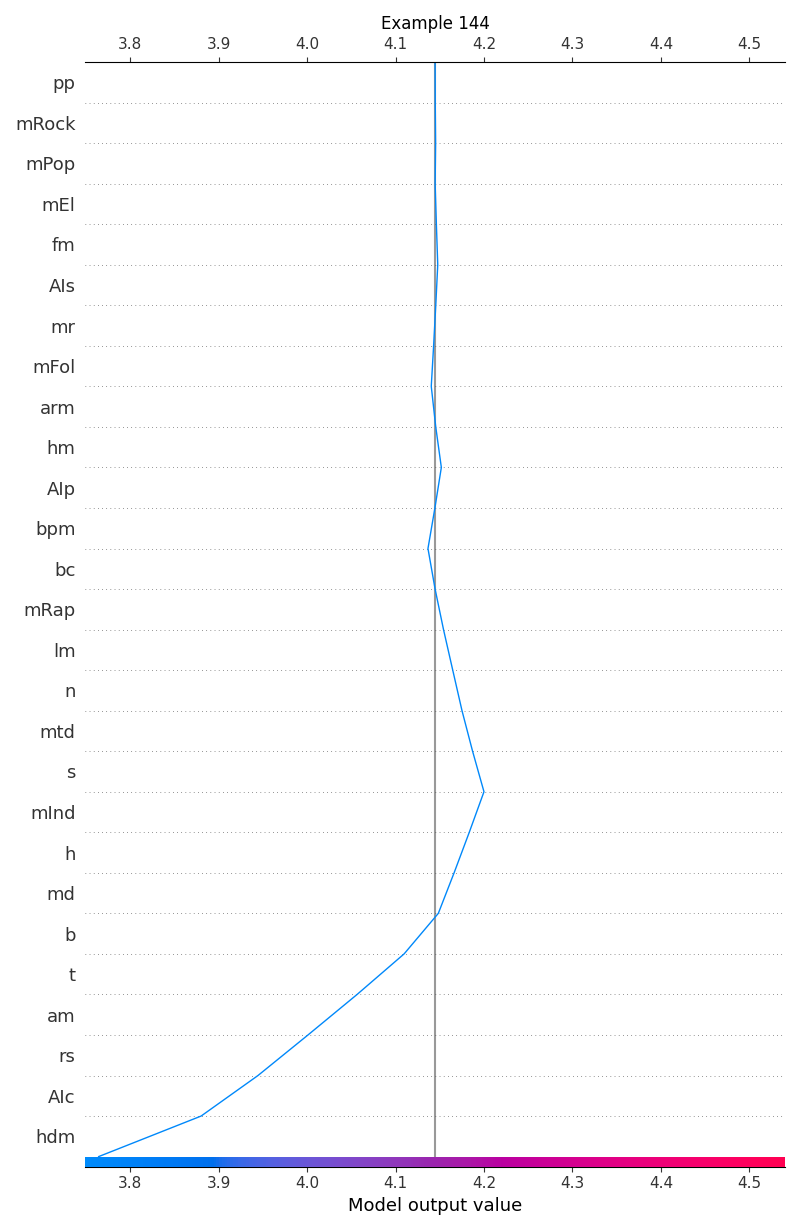 Example 144
3.8 3.9 4.0 4.1 4.2 4.3 4.4 4.5
pp
mRock
mPop
mEl
fm
AIs
mr
mFol
arm
hm
AIp
bpm
bc
mRap
lm
n
mtd
s
mInd
h
md
b
t
am
rs
AIc
hdm
3.8 3.9 4.0 4.1 4.2 4.3 4.4 4.5
Model output value